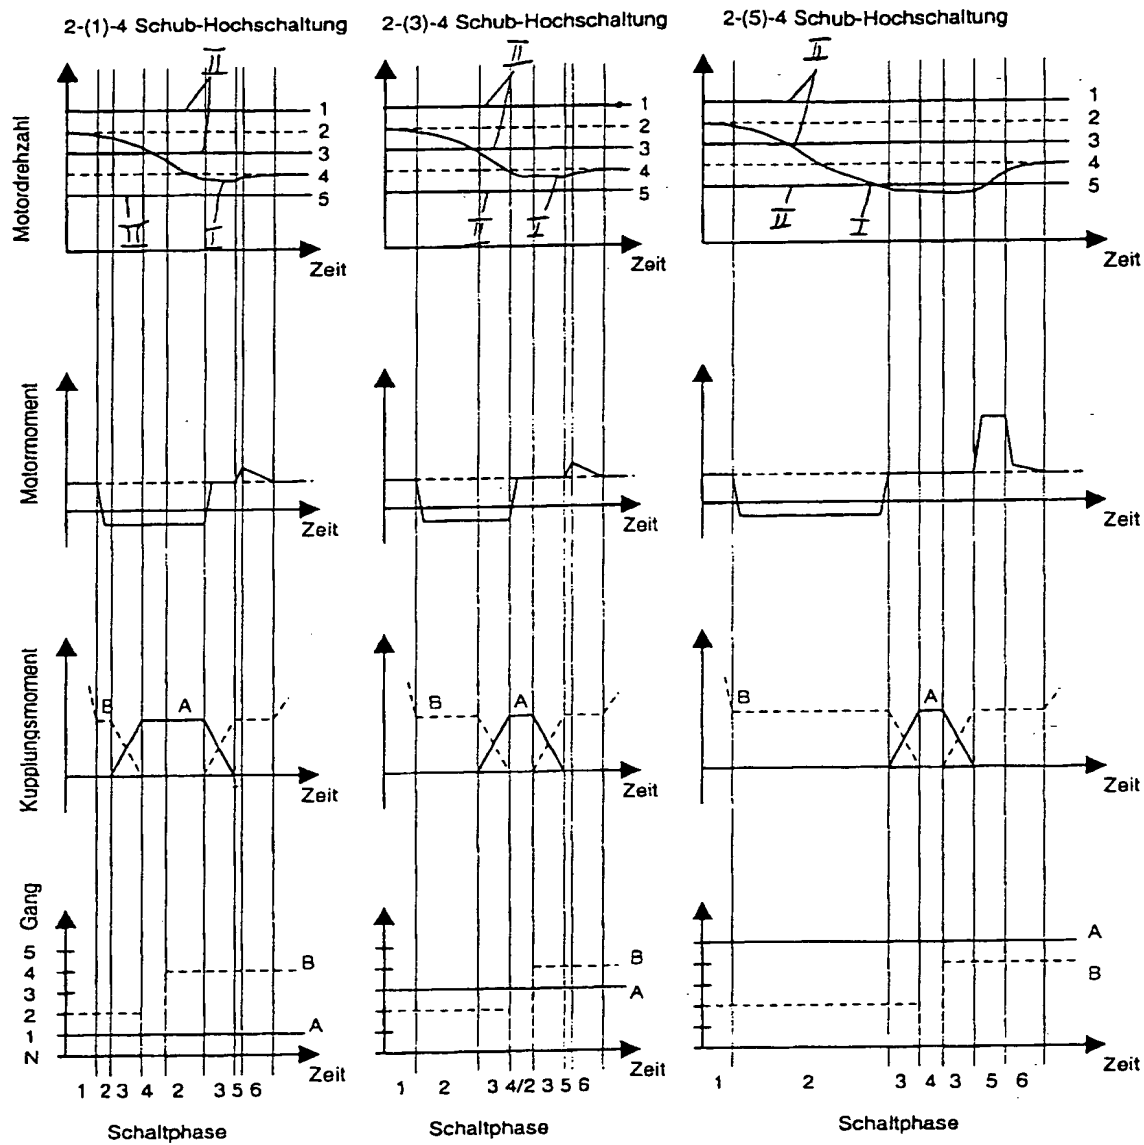 2-(1)-4 Schub-Hochschaltung
2-(3)-4 Schub-Hochschaltung
2-(5)-4 Schub-Hochschaltung
Motordrehzahl
II
1
2
3
4
5
II
I
Zeit
II
1
2
3
4
5
II
I
Zeit
II
1
2
3
4
5
II
I
Zeit
Motormoment
Zeit
Zeit
Zeit
Kupplungsmoment
B
A
Zeit
B
A
Zeit
B
A
Zeit
Gang
5
4
3
2
1
N
B
A
Zeit
B
A
Zeit
A
B
Zeit
1 2 3 4 2 3 5 6
1 2 3 4/2 3 5 6
1 2 3 4 3 5 6
Schaltphase
Schaltphase
Schaltphase